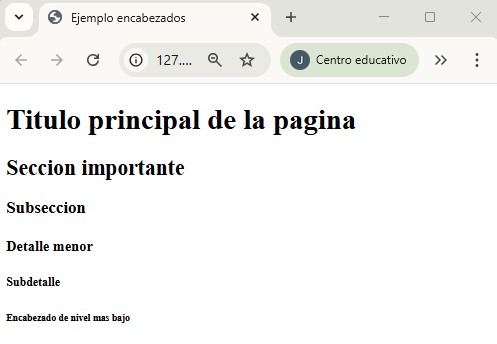 Ejemplo encabezados
127....
J Centro educativo
Titulo principal de la pagina
Seccion importante
Subseccion
Detalle menor
Subdetalle
Encabezado de nivel mas bajo